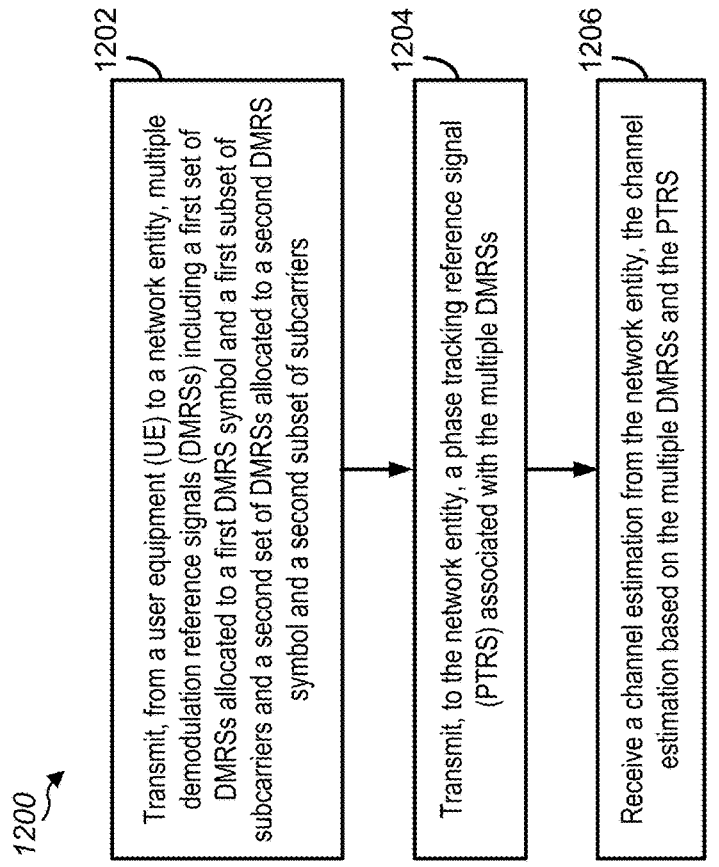 1200
1202
Transmit, from a user equipment (UE) to a network entity, multiple
demodulation reference signals (DMRSs) including a first set of
DMRSs allocated to a first DMRS symbol and a first subset of
subcarriers and a second set of DMRSs allocated to a second DMRS
symbol and a second subset of subcarriers
1204
Transmit, to the network entity, a phase tracking reference signal
(PTRS) associated with the multiple DMRSs
1206
Receive a channel estimation from the network entity, the channel
estimation based on the multiple DMRSs and the PTRS